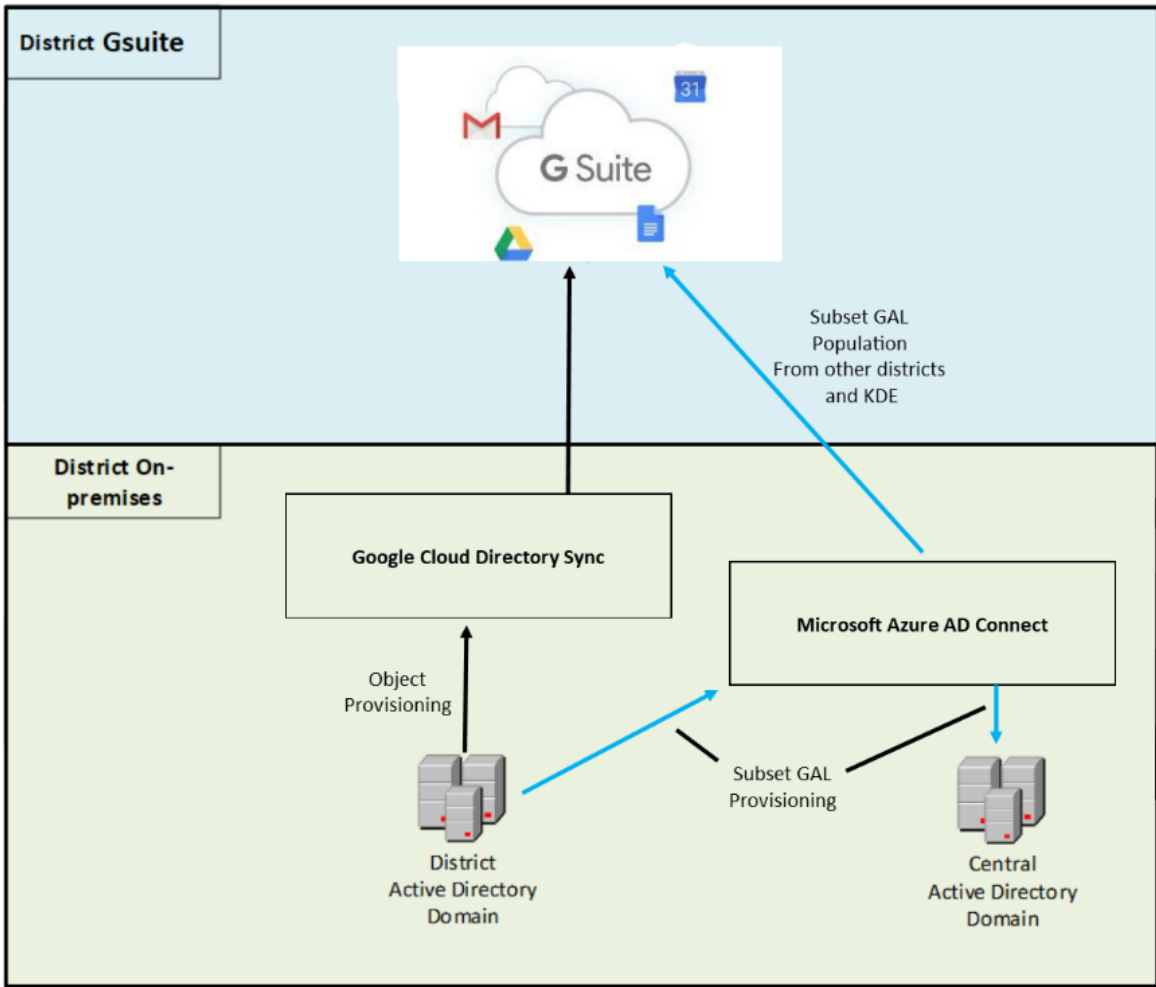 District Gsuite
31
G Suite
Subset GAL
Population
From other districts
and KDE
District On-
premises
Google Cloud Directory Sync
Microsoft Azure AD Connect
Object
Provisioning
Subset GAL
Provisioning
District
Active Directory
Domain
Central
Active Directory
Domain